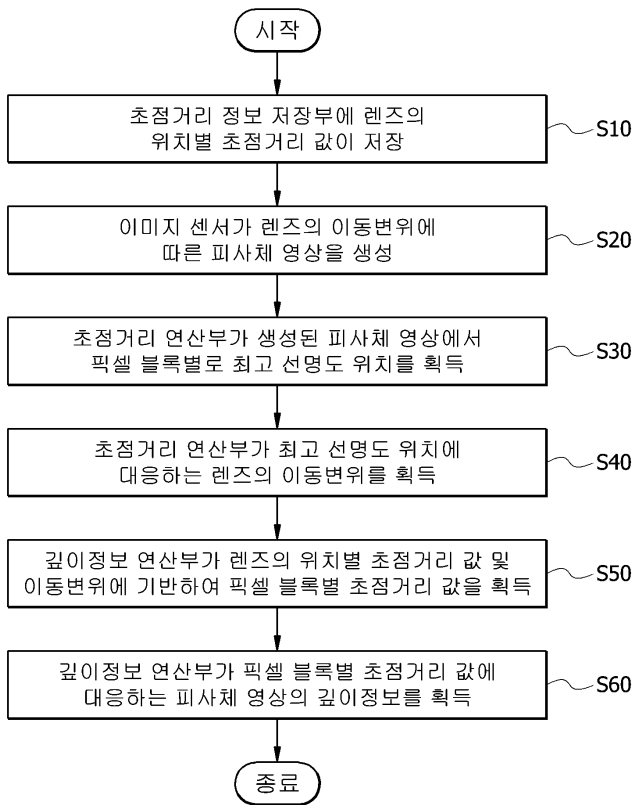 시작
초점거리 정보 저장부에 렌즈의
위치별 초점거리 값이 저장
S10
이미지 센서가 렌즈의 이동변위에
따른 피사체 영상을 생성
S20
초점거리 연산부가 생성된 피사체 영상에서
픽셀 블록별로 최고 선명도 위치를 획득
S30
초점거리 연산부가 최고 선명도 위치에
대응하는 렌즈의 이동변위를 획득
S40
깊이정보 연산부가 렌즈의 위치별 초점거리 값 및
이동변위에 기반하여 픽셀 블록별 초점거리 값을 획득
S50
깊이정보 연산부가 픽셀 블록별 초점거리 값에
대응하는 피사체 영상의 깊이정보를 획득
S60
종료